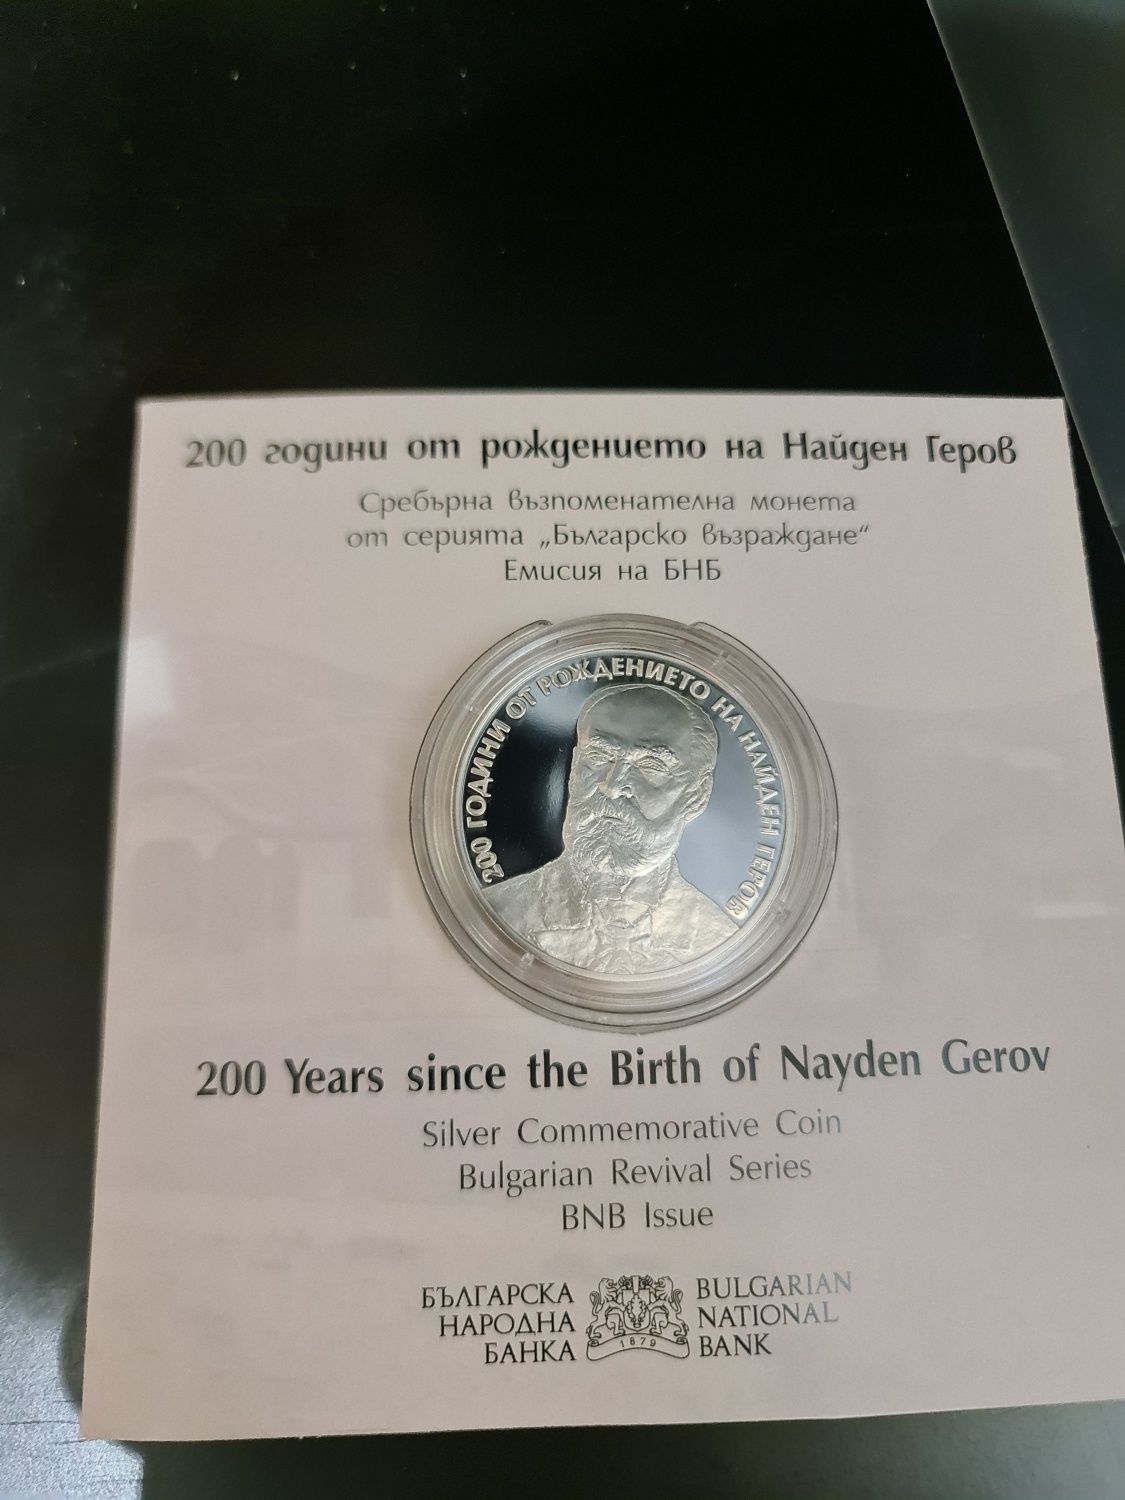 200 години от рождението на Найден Геров
Сребърна възпоменателна монета
от серията „Българско възраждане“
Емисия на БНБ
200 ГОДИНИ ОТ РОЖДЕНИЕТО НА НАЙДЕН ГЕРОВ
200 Years since the Birth of Nayden Gerov
Silver Commemorative Coin
Bulgarian Revival Series
BNB Issue
БЪЛГАРСКА
НАРОДНА
БАНКА
1879
BULGARIAN
NATIONAL
BANK